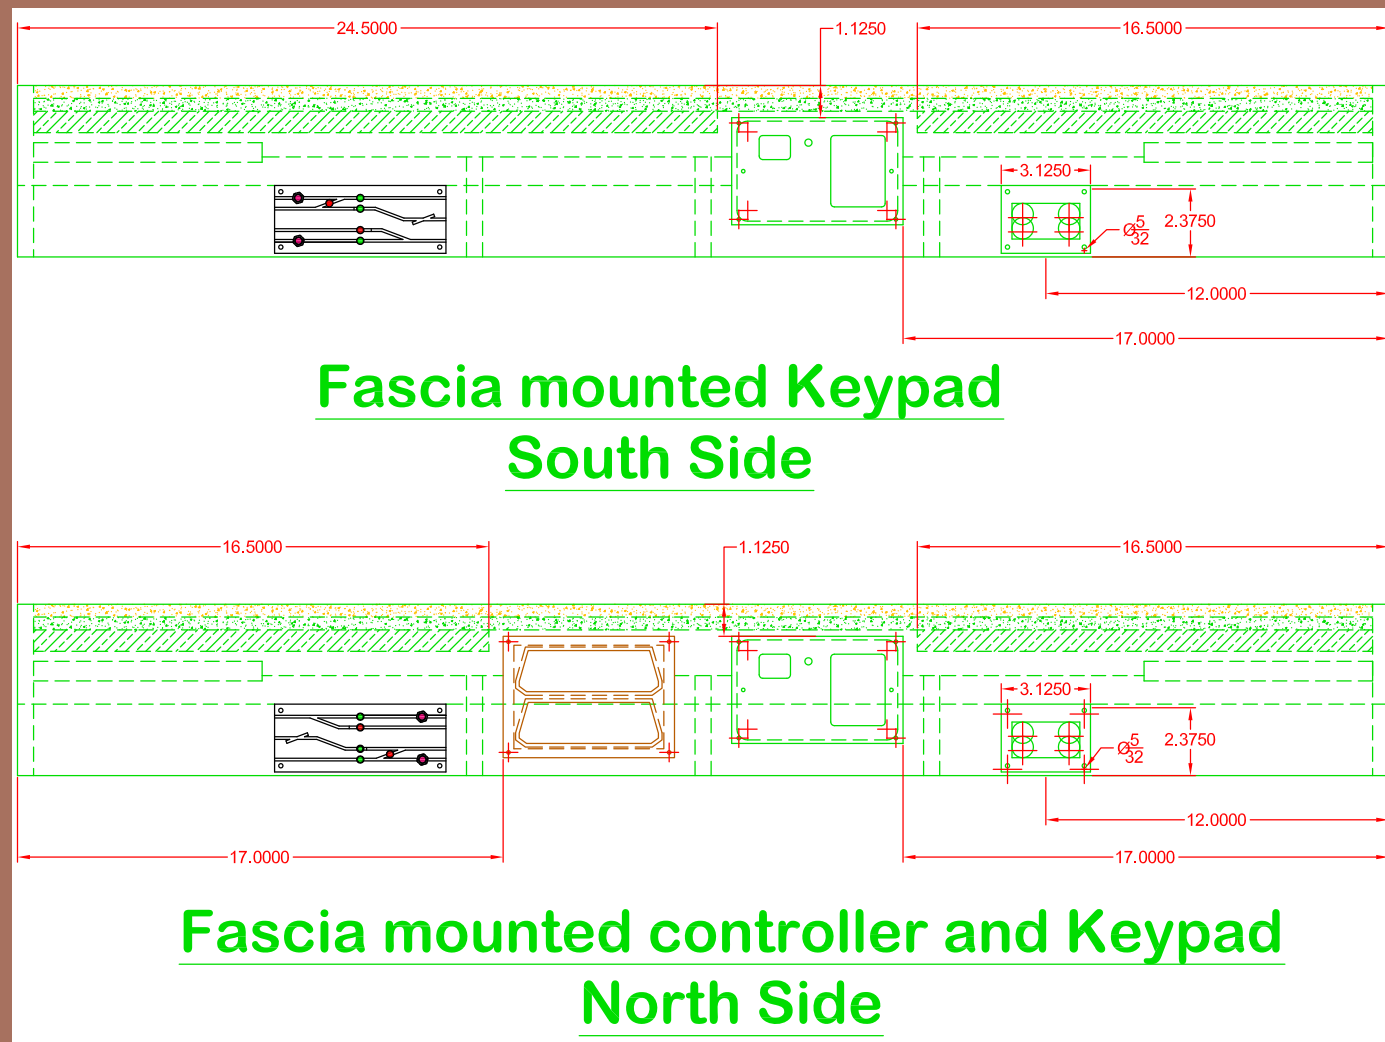 24.5000
1.1250
16.5000
3.1250
Ø5/32
2.3750
12.0000
17.0000
Fascia mounted Keypad
South Side
16.5000
1.1250
16.5000
3.1250
Ø5/32
2.3750
12.0000
17.0000
17.0000
Fascia mounted controller and Keypad
North Side